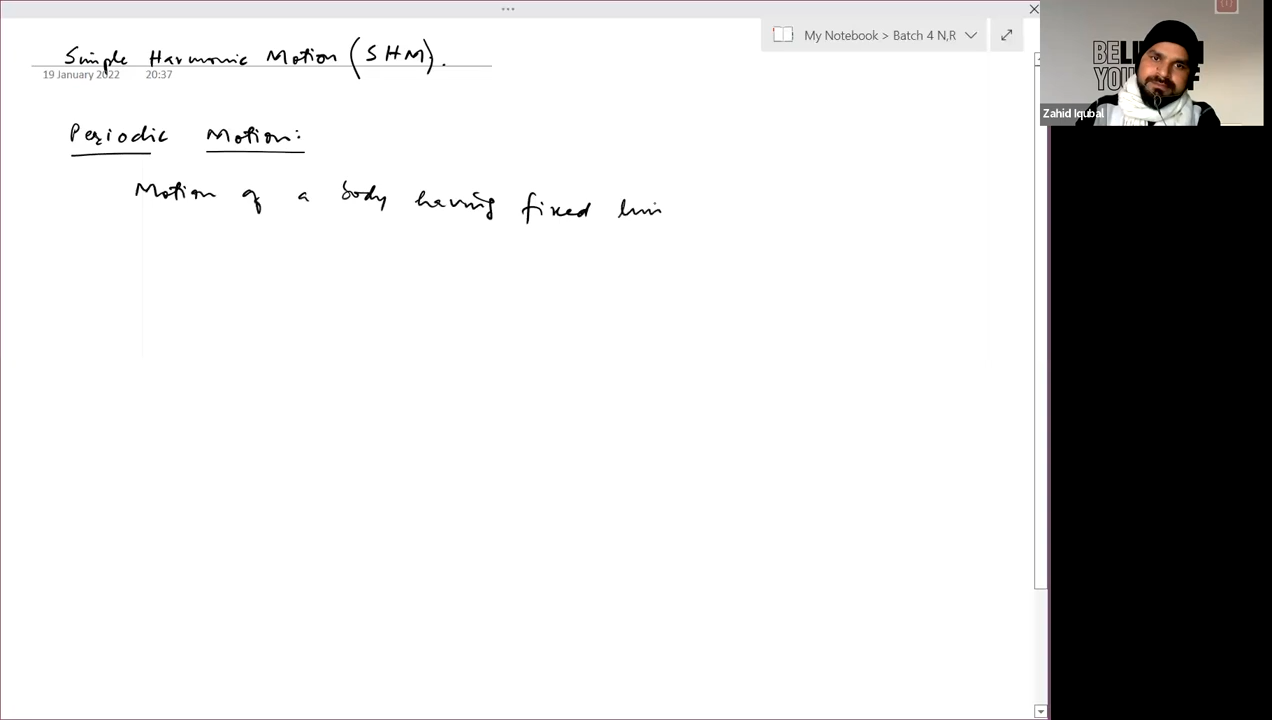 Simple Harmonic Motion (SHM).
19 January 2022 20:37
My Notebook > Batch 4 N,R
Periodic Motion:
Motion of a body having fixed
Zahid Iqubal